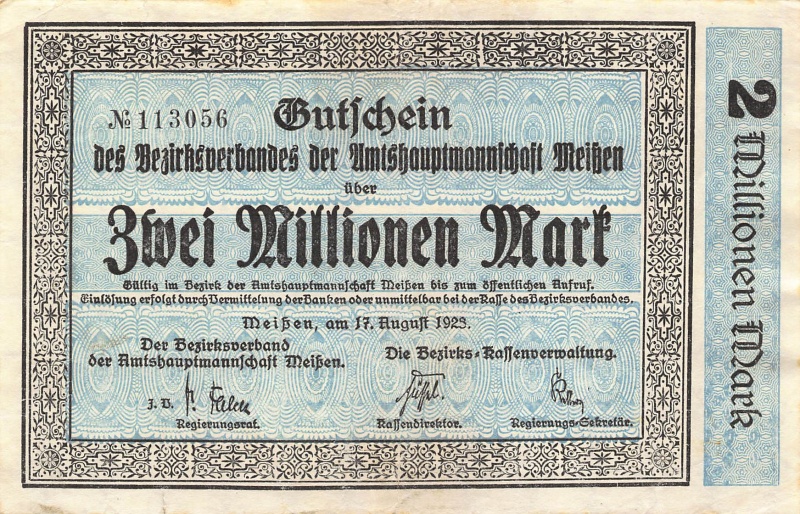 № 113056 Gutschein
des Bezirksverbandes der Amtshauptmannschaft Meißen
über
Zwei Millionen Mark
Gültig im Bezirk der Amtshauptmannschaft Meißen bis zum öffentlichen Anruf.
Einlösung erfolgt durch Vermittelung der Banken oder unmittelbar bei der Kasse des Bezirksverbandes.
Meißen, am 17. August 1923.
Der Bezirksverband
der Amtshauptmannschaft Meißen.
Die Bezirks-Kassenverwaltung.
J. V.
Regierungsrat.
Kassendirektor.
Regierungs-Sekretär.
2 Millionen Mark